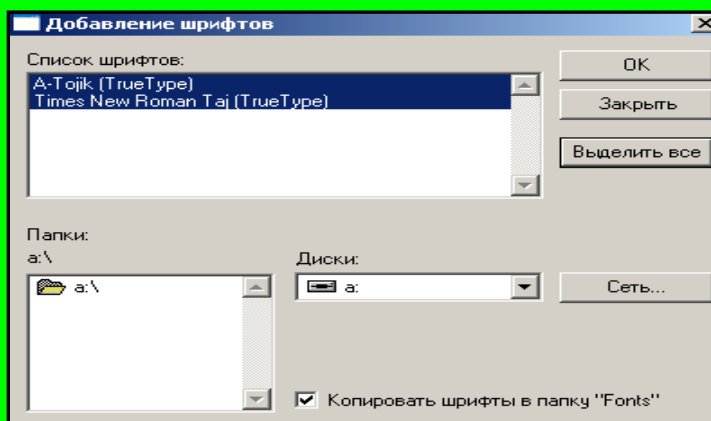 Добавление шрифтов
Список шрифтов:
A-Tojik (TrueType)
Times New Roman Taj (TrueType)
OK
Закрыть
Выделить все
Папки:
a:\
a:\
Диски:
a:
Сеть...
Копировать шрифты в папку "Fonts"